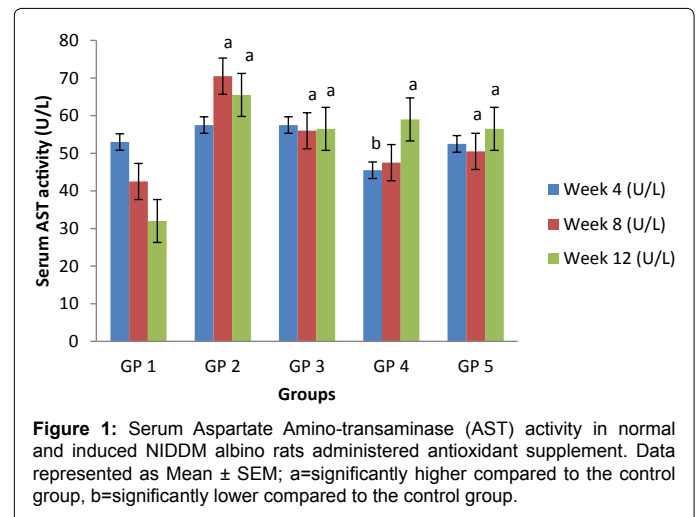 80
70
60
50
40
30
20
10
0
Serum AST activity (U/L)
a
a
a
a
b
a
a
a
GP 1
GP 2
GP 3
GP 4
GP 5
Groups
Week 4 (U/L)
Week 8 (U/L)
Week 12 (U/L)
Figure 1: Serum Aspartate Amino-transaminase (AST) activity in normal
and induced NIDDM albino rats administered antioxidant supplement. Data
represented as Mean ± SEM; a=significantly higher compared to the control
group, b=significantly lower compared to the control group.